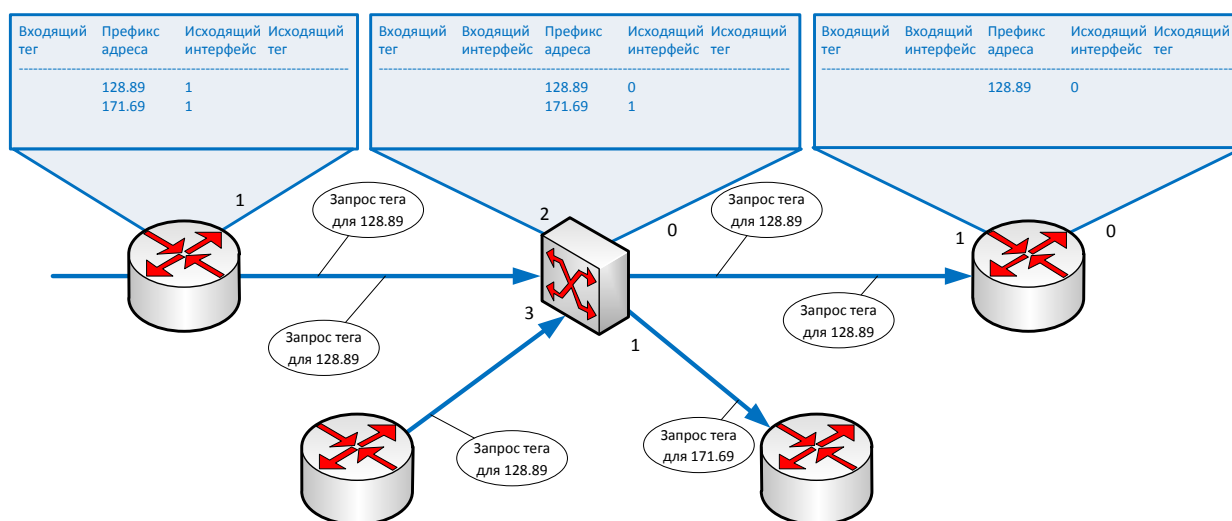 Входящий Префикс Исходящий Исходящий
тег адреса интерфейс тег
128.89 1
171.69 1
Входящий Входящий Префикс Исходящий Исходящий
тег интерфейс адреса интерфейс тег
128.89 0
171.69 1
Входящий Входящий Префикс Исходящий Исходящий
тег интерфейс адреса интерфейс тег
128.89 0
1
Запрос тега
для 128.89
2
0
Запрос тега
для 128.89
1
0
Запрос тега
для 128.89
3
1
Запрос тега
для 128.89
Запрос тега
для 128.89
Запрос тега
для 171.69